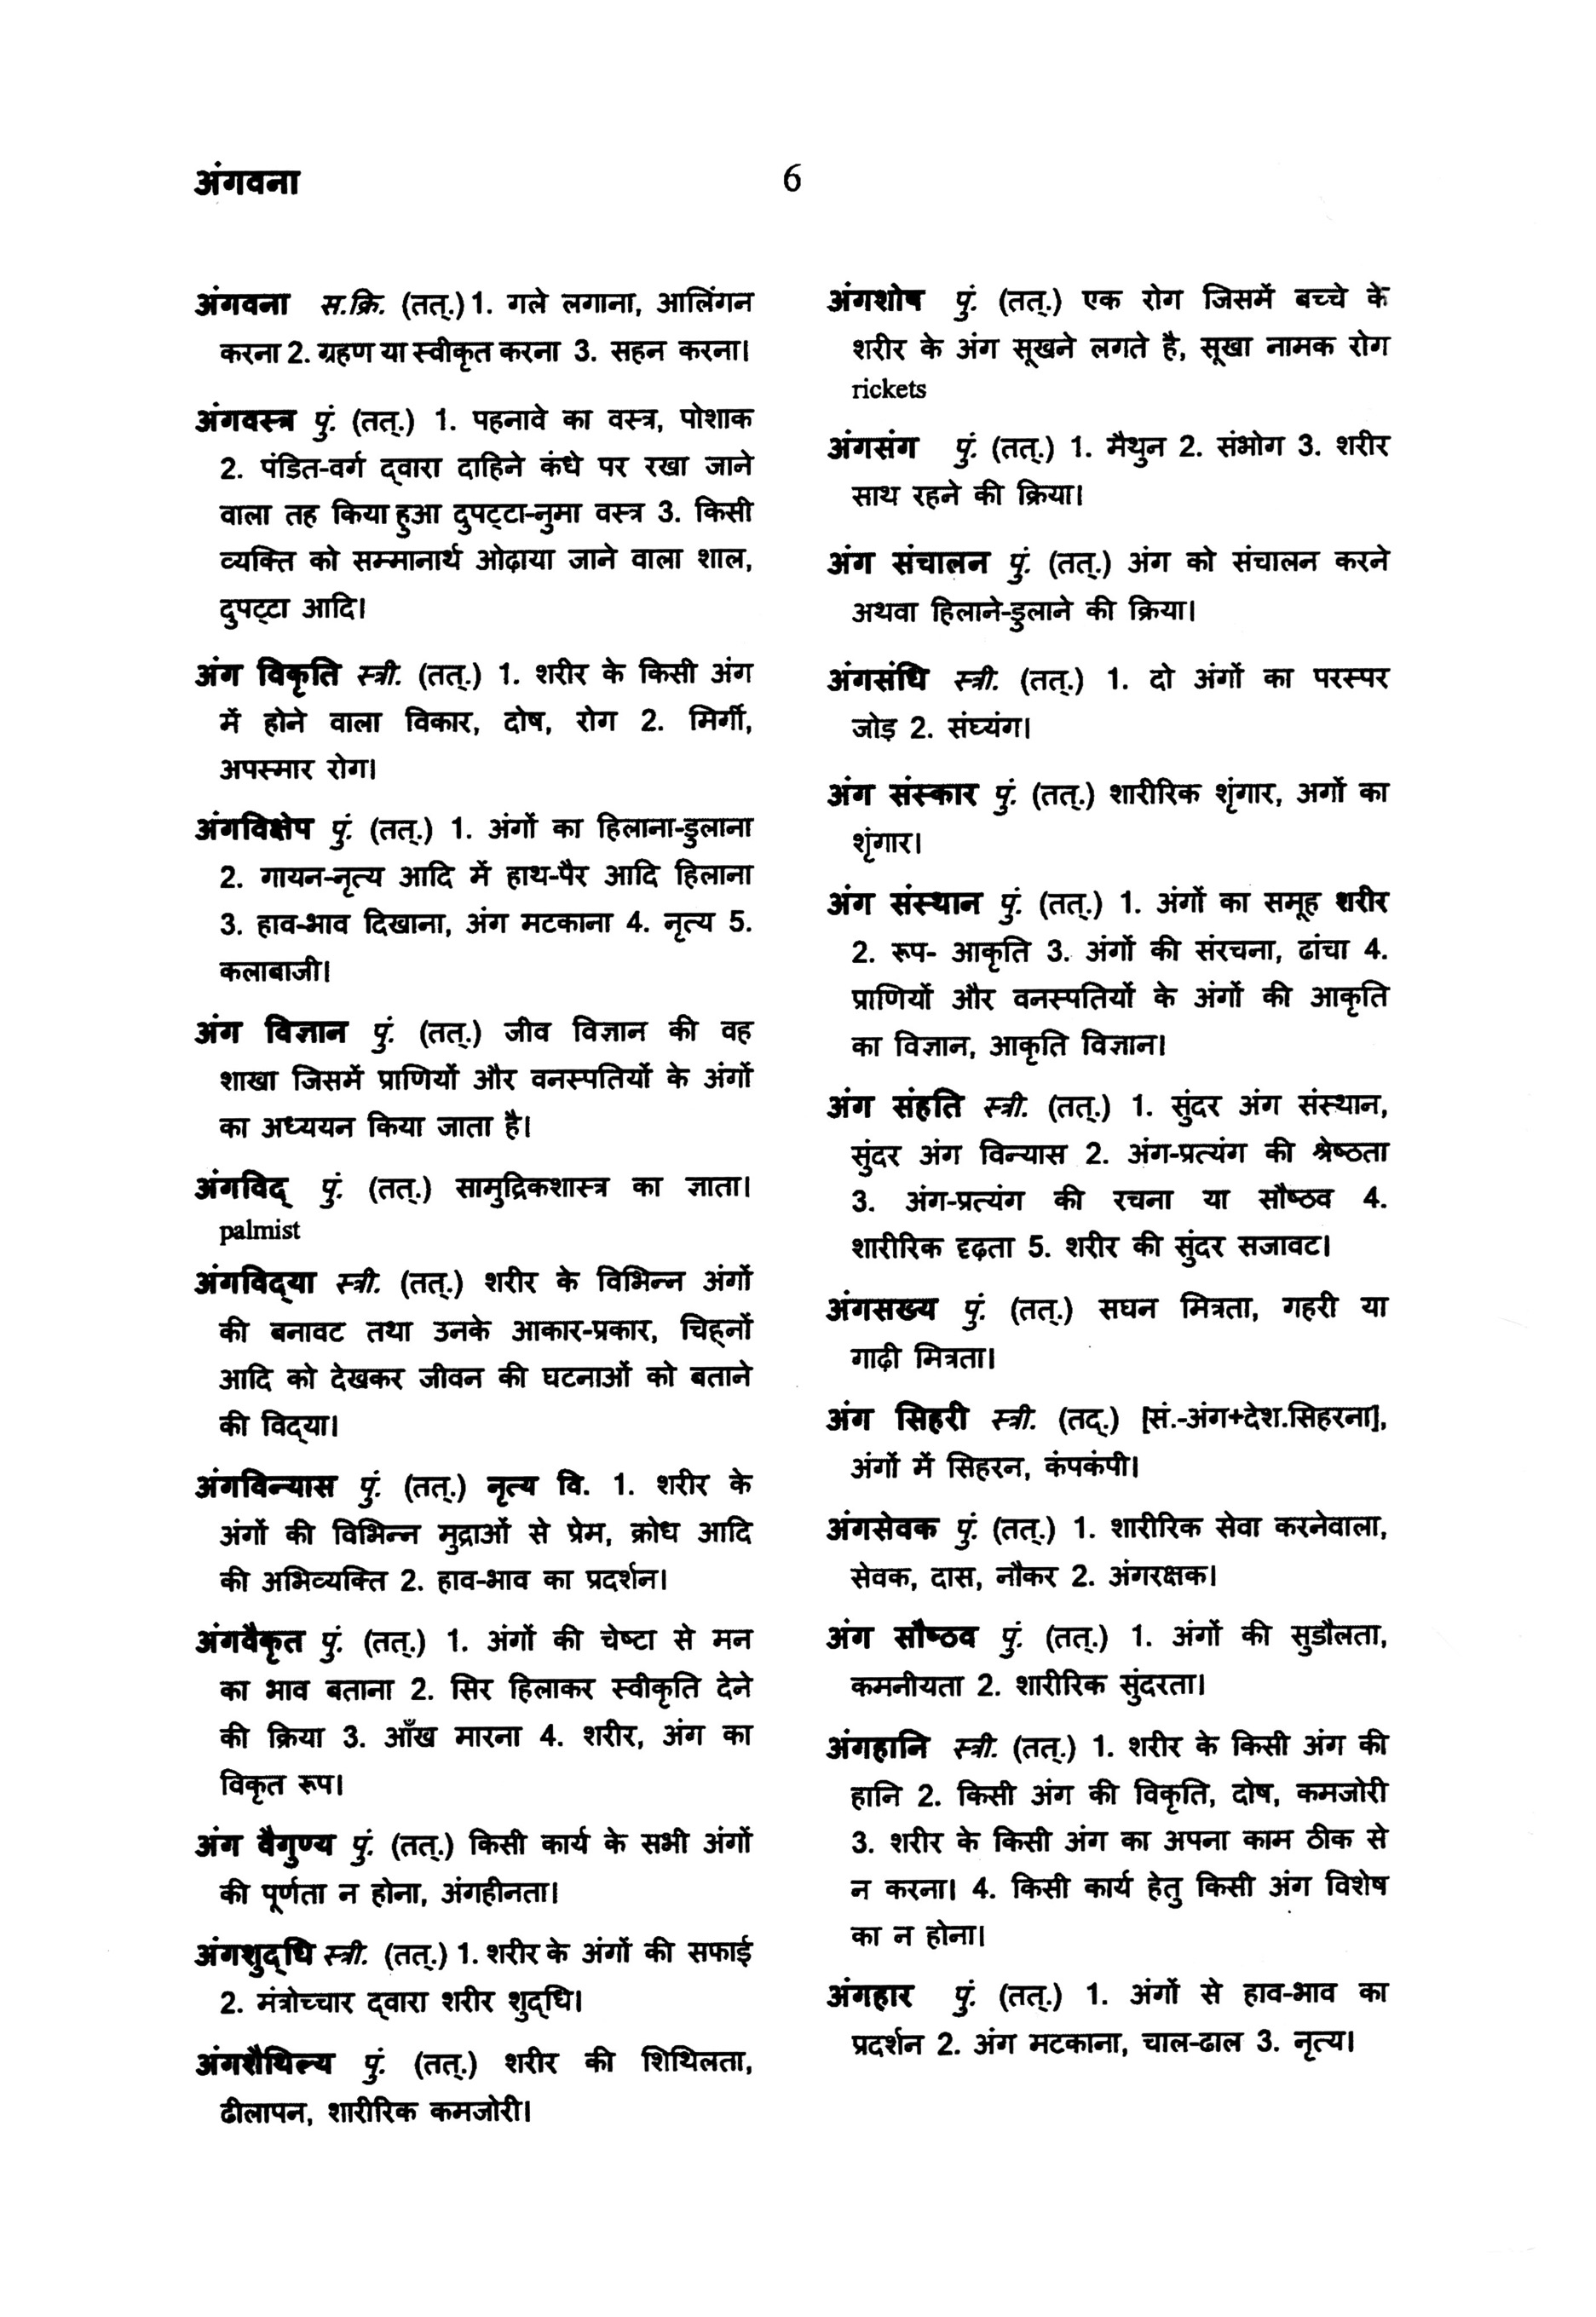 अंगवना
6
अंगवना स.क्रि. (तत्.) 1. गले लगाना, आलिंगन
करना 2. ग्रहण या स्वीकृत करना 3. सहन करना।
अंगवस्त्र पुं. (तत्.) 1. पहनावे का वस्त्र, पोशाक
2. पंडित-वर्ग द्वारा दाहिने कंधे पर रखा जाने
वाला तह किया हुआ दुपट्टा-नुमा वस्त्र 3. किसी
व्यक्ति को सम्मानार्थ ओढ़ाया जाने वाला शाल,
दुपट्टा आदि।
अंग विकृति स्त्री. (तत्.) 1. शरीर के किसी अंग
में होने वाला विकार, दोष, रोग 2. मिर्गी,
अपस्मार रोग।
अंगविक्षेप पुं. (तत्.) 1. अंगों का हिलाना-डुलाना
2. गायन-नृत्य आदि में हाथ-पैर आदि हिलाना
3. हाव-भाव दिखाना, अंग मटकाना 4. नृत्य 5.
कलाबाजी।
अंग विज्ञान पुं. (तत्.) जीव विज्ञान की वह
शाखा जिसमें प्राणियों और वनस्पतियों के अंगों
का अध्ययन किया जाता है।
अंगविद् पुं. (तत्.) सामुद्रिकशास्त्र का ज्ञाता।
palmist
अंगविद्या स्त्री. (तत्.) शरीर के विभिन्न अंगों
की बनावट तथा उनके आकार-प्रकार, चिह्नों
आदि को देखकर जीवन की घटनाओं को बताने
की विद्या।
अंगविन्यास पुं. (तत्.) नृत्य वि. 1. शरीर के
अंगों की विभिन्न मुद्राओं से प्रेम, क्रोध आदि
की अभिव्यक्ति 2. हाव-भाव का प्रदर्शन।
अंगवैकृत पुं. (तत्.) 1. अंगों की चेष्टा से मन
का भाव बताना 2. सिर हिलाकर स्वीकृति देने
की क्रिया 3. आँख मारना 4. शरीर, अंग का
विकृत रूप।
अंग वैगुण्य पुं. (तत्.) किसी कार्य के सभी अंगों
की पूर्णता न होना, अंगहीनता।
अंगशुद्धि स्त्री. (तत्.) 1. शरीर के अंगों की सफाई
2. मंत्रोच्चार द्वारा शरीर शुद्धि।
अंगशैथिल्य पुं. (तत्.) शरीर की शिथिलता,
ढीलापन, शारीरिक कमजोरी।
अंगशोष पुं. (तत्.) एक रोग जिसमें बच्चे के
शरीर के अंग सूखने लगते है, सूखा नामक रोग
rickets
अंगसंग पुं. (तत्.) 1. मैथुन 2. संभोग 3. शरीर
साथ रहने की क्रिया।
अंग संचालन पुं. (तत्.) अंग को संचालन करने
अथवा हिलाने-डुलाने की क्रिया।
अंगसंधि स्त्री. (तत्.) 1. दो अंगों का परस्पर
जोड़ 2. संघ्यंग।
अंग संस्कार पुं. (तत्.) शारीरिक शृंगार, अगों का
शृंगार।
अंग संस्थान पुं. (तत्.) 1. अंगों का समूह शरीर
2. रूप- आकृति 3. अंगों की संरचना, ढांचा 4.
प्राणियों और वनस्पतियों के अंगों की आकृति
का विज्ञान, आकृति विज्ञान।
अंग संहति स्त्री. (तत्.) 1. सुंदर अंग संस्थान,
सुंदर अंग विन्यास 2. अंग-प्रत्यंग की श्रेष्ठता
3. अंग-प्रत्यंग की रचना या सौष्ठव 4.
शारीरिक दृढ़ता 5. शरीर की सुंदर सजावट।
अंगसख्य पुं. (तत्.) सघन मित्रता, गहरी या
गाढ़ी मित्रता।
अंग सिहरी स्त्री. (तद्.) [सं.-अंग+देश.सिहरना],
अंगों में सिहरन, कंपकंपी।
अंगसेवक पुं. (तत्.) 1. शारीरिक सेवा करनेवाला,
सेवक, दास, नौकर 2. अंगरक्षक।
अंग सौष्ठव पुं. (तत्.) 1. अंगों की सुडौलता,
कमनीयता 2. शारीरिक सुंदरता।
अंगहानि स्त्री. (तत्.) 1. शरीर के किसी अंग की
हानि 2. किसी अंग की विकृति, दोष, कमजोरी
3. शरीर के किसी अंग का अपना काम ठीक से
न करना। 4. किसी कार्य हेतु किसी अंग विशेष
का न होना।
अंगहार पुं. (तत्.) 1. अंगों से हाव-भाव का
प्रदर्शन 2. अंग मटकाना, चाल-ढाल 3. नृत्य।